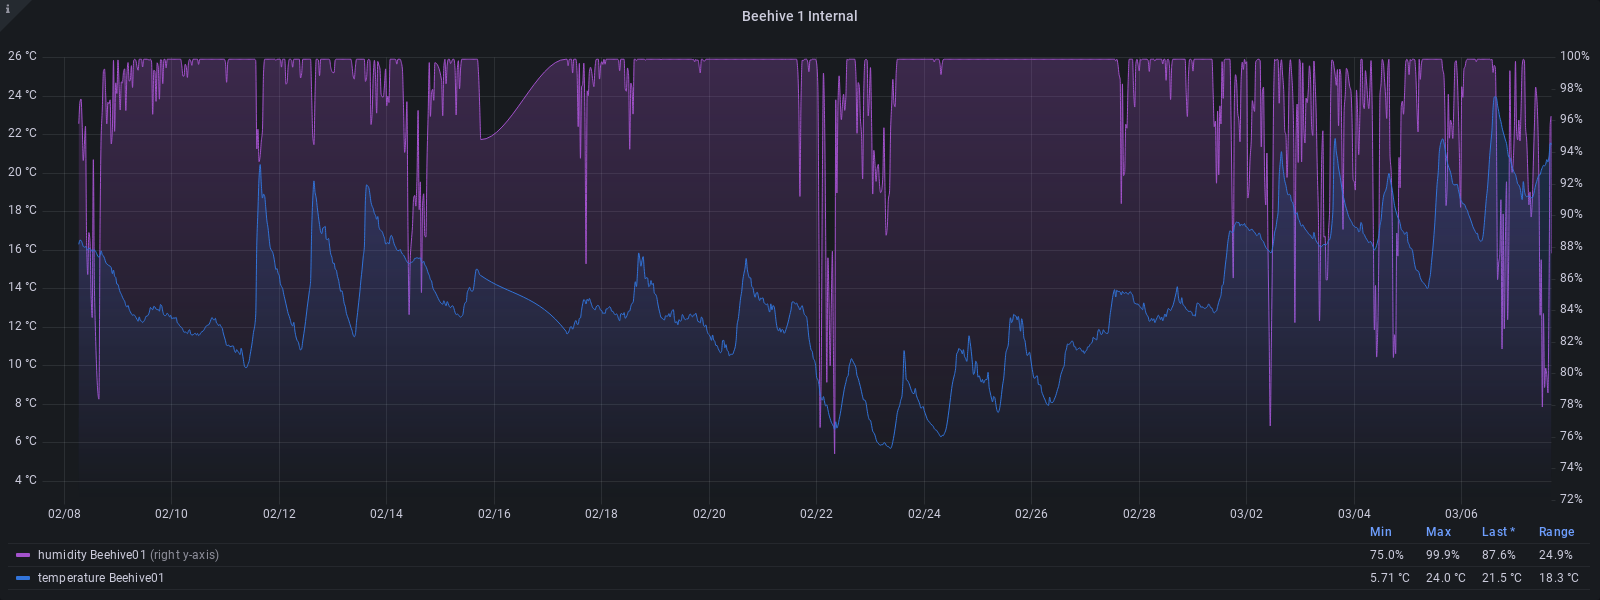 i
Beehive 1 Internal
26 °C
24 °C
22 °C
20 °C
18 °C
16 °C
14 °C
12 °C
10 °C
8 °C
6 °C
4 °C
100%
98%
96%
94%
92%
90%
88%
86%
84%
82%
80%
78%
76%
74%
72%
02/08 02/10 02/12 02/14 02/16 02/18 02/20 02/22 02/24 02/26 02/28 03/02 03/04 03/06
Min Max Last * Range
humidity Beehive01 (right y-axis) 75.0% 99.9% 87.6% 24.9%
temperature Beehive01 5.71 °C 24.0 °C 21.5 °C 18.3 °C